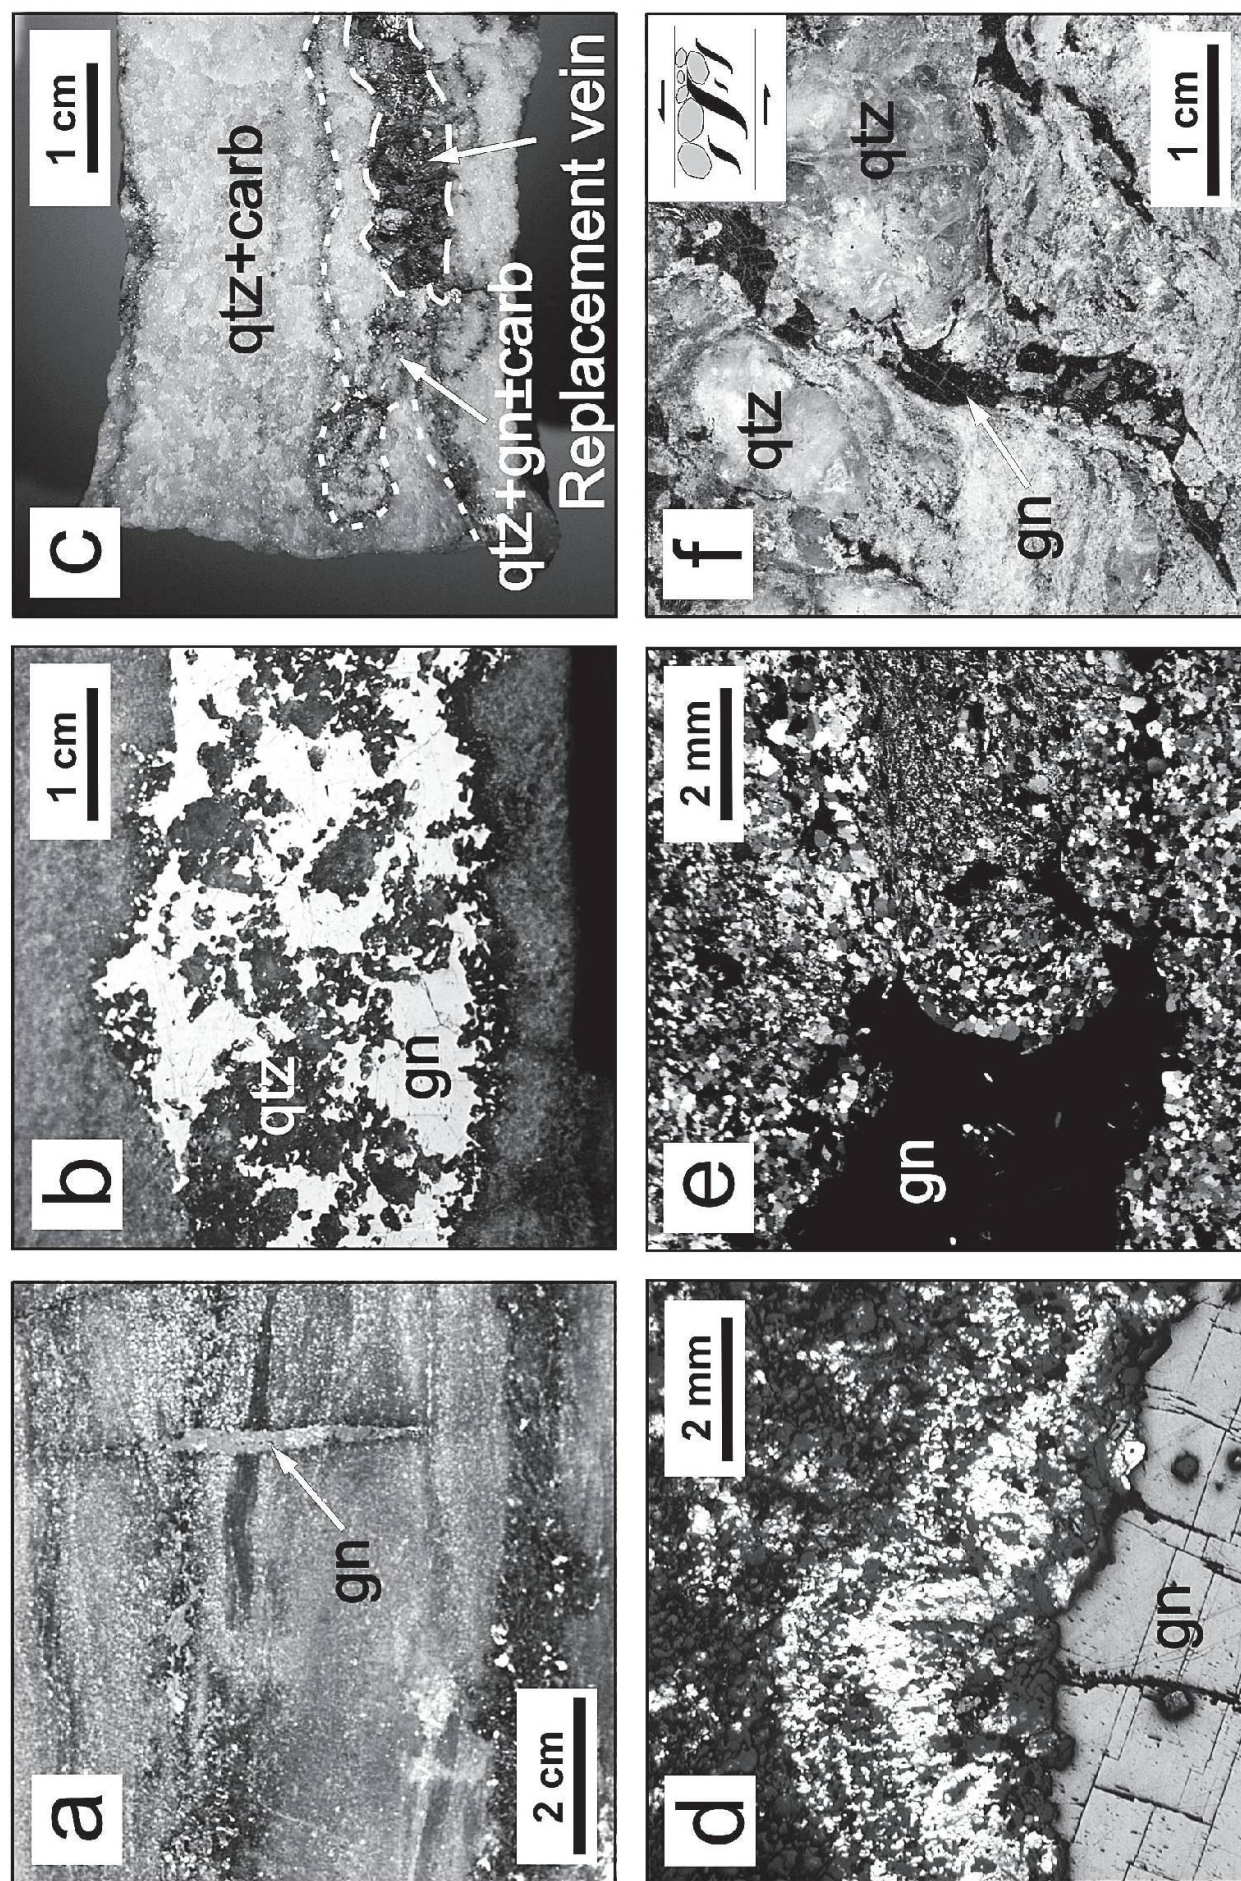 a
gn
2 cm
b
1 cm
qtz
gn
c
1 cm
qtz+carb
qtz+gn±carb
Replacement vein
d
2 mm
gn
e
2 mm
gn
f
qtz
qtz
gn
1 cm